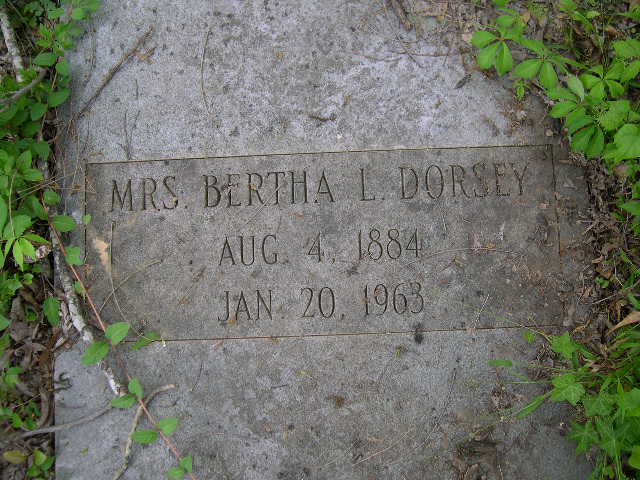 MRS. BERTHA L. DORSEY
AUG. 4, 1884
JAN. 20, 1963